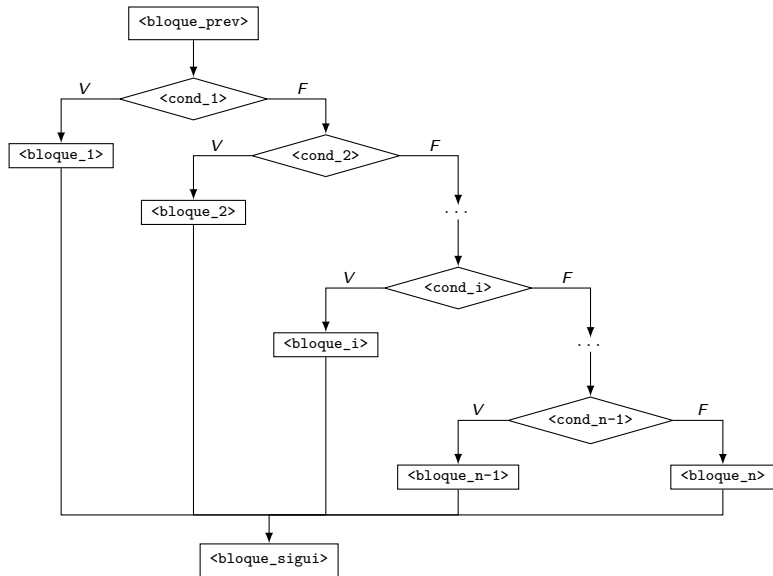 <bloque_prev>
V
<cond_1>
F
<bloque_1>
V
<cond_2>
F
<bloque_2>
...
V
<cond_i>
F
<bloque_i>
...
V
<cond_n-1>
F
<bloque_n-1>
<bloque_n>
<bloque_sigui>